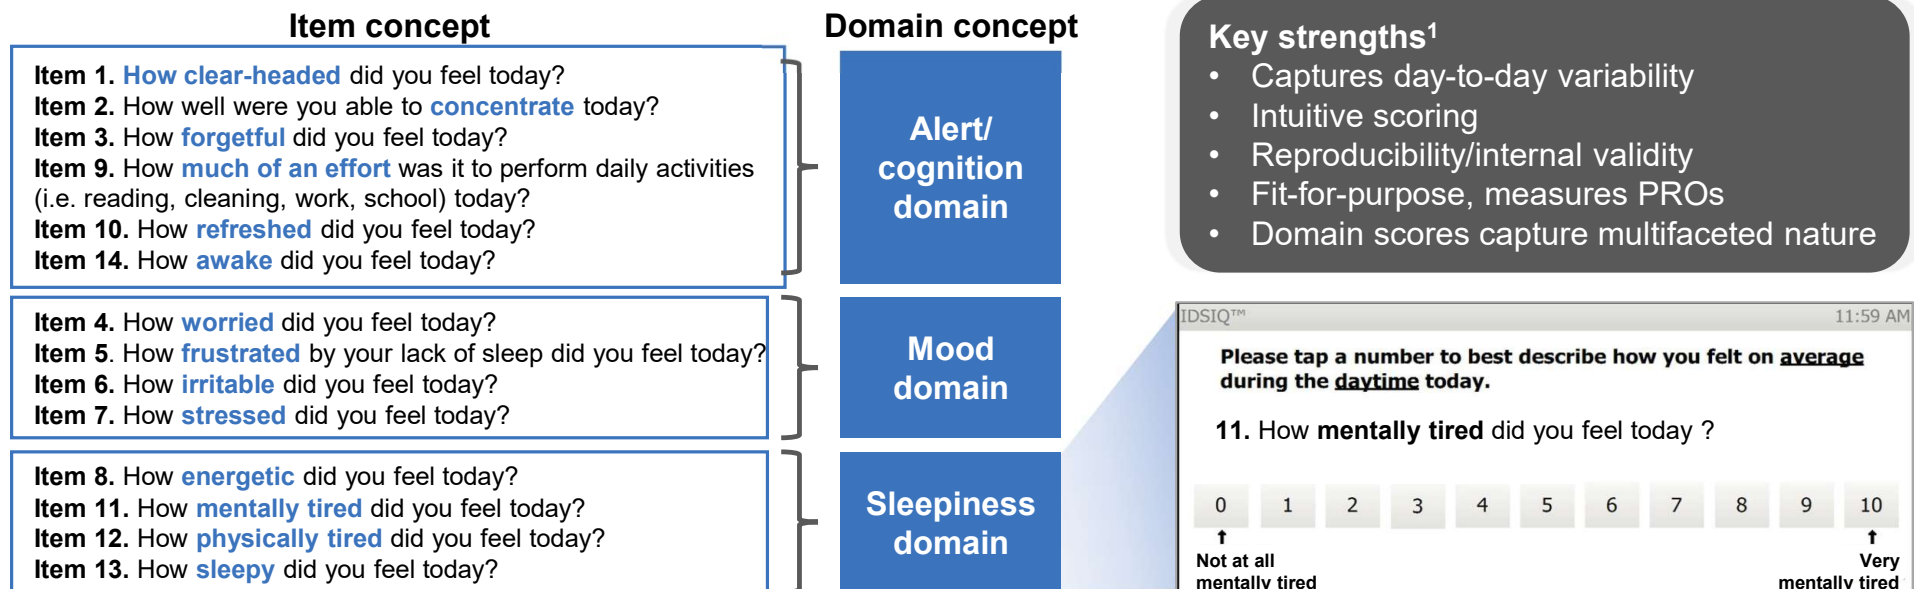 Item concept
Domain concept
Item 1. How clear-headed did you feel today?
Item 2. How well were you able to concentrate today?
Item 3. How forgetful did you feel today?
Item 9. How much of an effort was it to perform daily activities
(i.e. reading, cleaning, work, school) today?
Item 10. How refreshed did you feel today?
Item 14. How awake did you feel today?
Alert/
cognition
domain
Item 4. How worried did you feel today?
Item 5. How frustrated by your lack of sleep did you feel today?
Item 6. How irritable did you feel today?
Item 7. How stressed did you feel today?
Mood
domain
Item 8. How energetic did you feel today?
Item 11. How mentally tired did you feel today?
Item 12. How physically tired did you feel today?
Item 13. How sleepy did you feel today?
Sleepiness
domain
Key strengths¹
• Captures day-to-day variability
• Intuitive scoring
• Reproducibility/internal validity
• Fit-for-purpose, measures PROs
• Domain scores capture multifaceted nature
IDSIQ™ 11:59 AM
Please tap a number to best describe how you felt on average
during the daytime today.
11. How mentally tired did you feel today ?
0 1 2 3 4 5 6 7 8 9 10
Not at all
mentally tired
Very
mentally tired